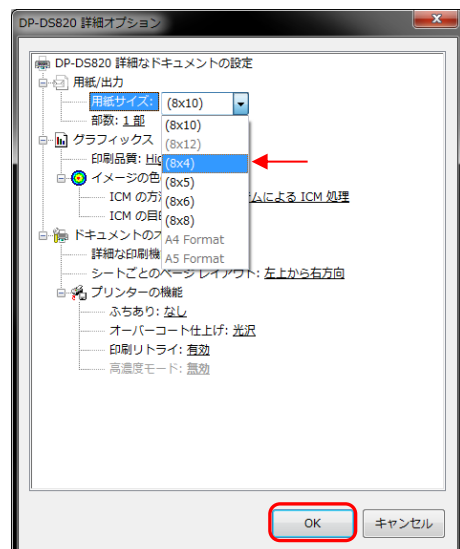 DP-DS820 詳細オプション
DP-DS820 詳細なドキュメントの設定
用紙/出力
用紙サイズ: (8x10)
部数: 1 部
(8x10)
(8x12)
(8x4)
(8x5)
(8x6)
(8x8)
A4 Format
A5 Format
グラフィックス
印刷品質: Hig
イメージの色
ICM の方 ムによる ICM 処理
ICM の目
ドキュメントのオ
詳細な印刷機
シートごとのページ レイアウト: 左上から右方向
プリンターの機能
ふちあり: なし
オーバーコート仕上げ: 光沢
印刷リトライ: 有効
高濃度モード: 無効
OK
キャンセル